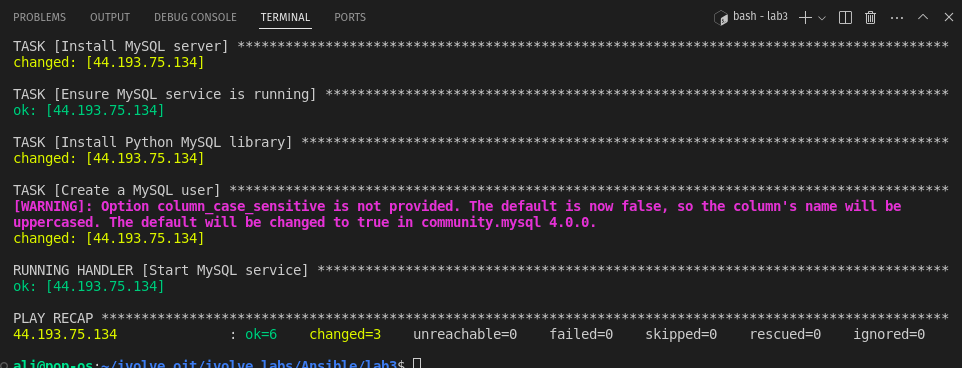 PROBLEMS OUTPUT DEBUG CONSOLE TERMINAL PORTS bash - lab3
TASK [Install MySQL server] *****************************************************************************************
changed: [44.193.75.134]
TASK [Ensure MySQL service is running] ******************************************************************************
ok: [44.193.75.134]
TASK [Install Python MySQL library] *********************************************************************************
changed: [44.193.75.134]
TASK [Create a MySQL user] ******************************************************************************************
[WARNING]: Option column_case_sensitive is not provided. The default is now false, so the column's name will be
uppercased. The default will be changed to true in community.mysql 4.0.0.
changed: [44.193.75.134]
RUNNING HANDLER [Start MySQL service] *******************************************************************************
ok: [44.193.75.134]
PLAY RECAP **********************************************************************************************************
44.193.75.134 : ok=6 changed=3 unreachable=0 failed=0 skipped=0 rescued=0 ignored=0
ali@pop-os:~/ivolve_ojt/ivolve_labs/Ansible/lab3$